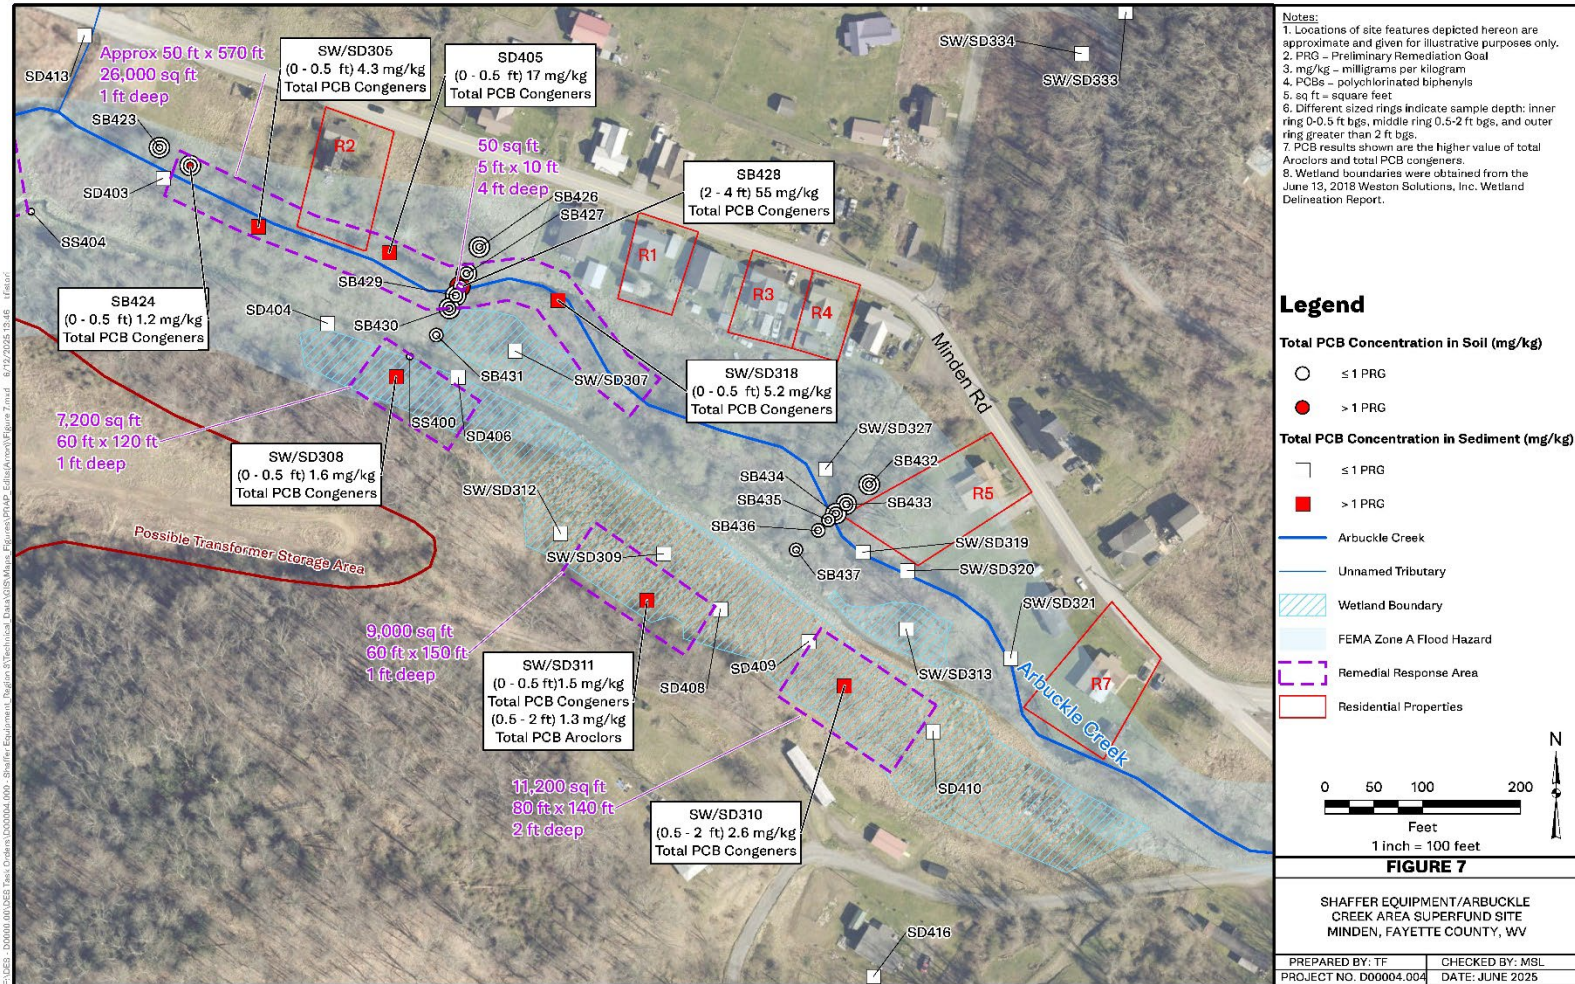 SW/SD305
(0 - 0.5 ft) 4.3 mg/kg
Total PCB Congeners
SD405
(0 - 0.5 ft) 17 mg/kg
Total PCB Congeners
Approx 50 ft x 570 ft
26,000 sq ft
1 ft deep
SD413
SB423
SD403
SS404
R2
50 sq ft
5 ft x 10 ft
4 ft deep
SB426
SB427
SB428
(2 - 4 ft) 55 mg/kg
Total PCB Congeners
SW/SD334
SW/SD333
SB424
(0 - 0.5 ft) 1.2 mg/kg
Total PCB Congeners
SB429
SD404
SB430
SB431
SW/SD307
R1
R3
R4
Minden Rd
SW/SD318
(0 - 0.5 ft) 5.2 mg/kg
Total PCB Congeners
7,200 sq ft
60 ft x 120 ft
1 ft deep
SS400
SD406
SW/SD308
(0 - 0.5 ft) 1.6 mg/kg
Total PCB Congeners
SW/SD327
SB432
SB434
SB433
SB435
SB436
SB437
R5
SW/SD312
SW/SD309
Possible Transformer Storage Area
SW/SD319
SW/SD320
SW/SD321
9,000 sq ft
60 ft x 150 ft
1 ft deep
SW/SD311
(0 - 0.5 ft)1.5 mg/kg
Total PCB Congeners
(0.5 - 2 ft) 1.3 mg/kg
Total PCB Aroclors
SD408
SD409
SW/SD313
R7
Arbuckle Creek
11,200 sq ft
80 ft x 140 ft
2 ft deep
SW/SD310
(0.5 - 2 ft) 2.6 mg/kg
Total PCB Congeners
SD410
SD416
Notes:
1. Locations of site features depicted hereon are
approximate and given for illustrative purposes only.
2. PRG – Preliminary Remediation Goal
3. mg/kg – milligrams per kilogram
4. PCBs – polychlorinated biphenyls
5. sq ft = square feet
6. Different sized rings indicate sample depth: inner
ring 0-0.5 ft bgs, middle ring 0.5-2 ft bgs, and outer
ring greater than 2 ft bgs.
7. PCB results shown are the higher value of total
Aroclors and total PCB congeners.
8. Wetland boundaries were obtained from the
June 13, 2018 Weston Solutions, Inc. Wetland
Delineation Report.
Legend
Total PCB Concentration in Soil (mg/kg)
≤ 1 PRG
> 1 PRG
Total PCB Concentration in Sediment (mg/kg)
≤ 1 PRG
> 1 PRG
Arbuckle Creek
Unnamed Tributary
Wetland Boundary
FEMA Zone A Flood Hazard
Remedial Response Area
Residential Properties
N
0 50 100 200
Feet
1 inch = 100 feet
FIGURE 7
SHAFFER EQUIPMENT/ARBUCKLE
CREEK AREA SUPERFUND SITE
MINDEN, FAYETTE COUNTY, WV
PREPARED BY: TF CHECKED BY: MSL
PROJECT NO. D00004.004 DATE: JUNE 2025